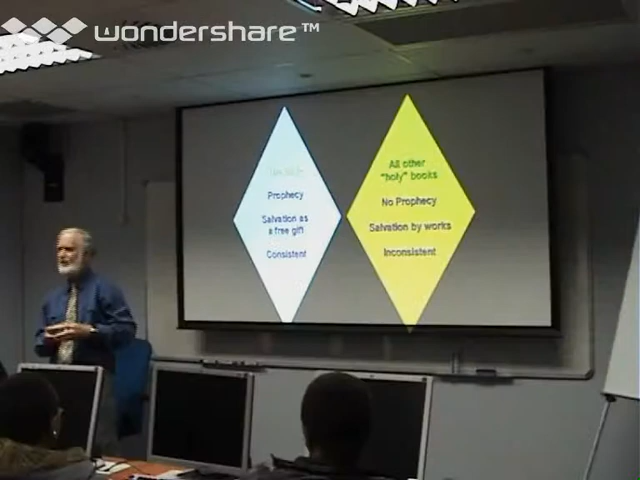 wondershare™
Prophecy
Salvation as
a free gift
Consistent
All other
"holy" books
No Prophecy
Salvation by works
Inconsistent